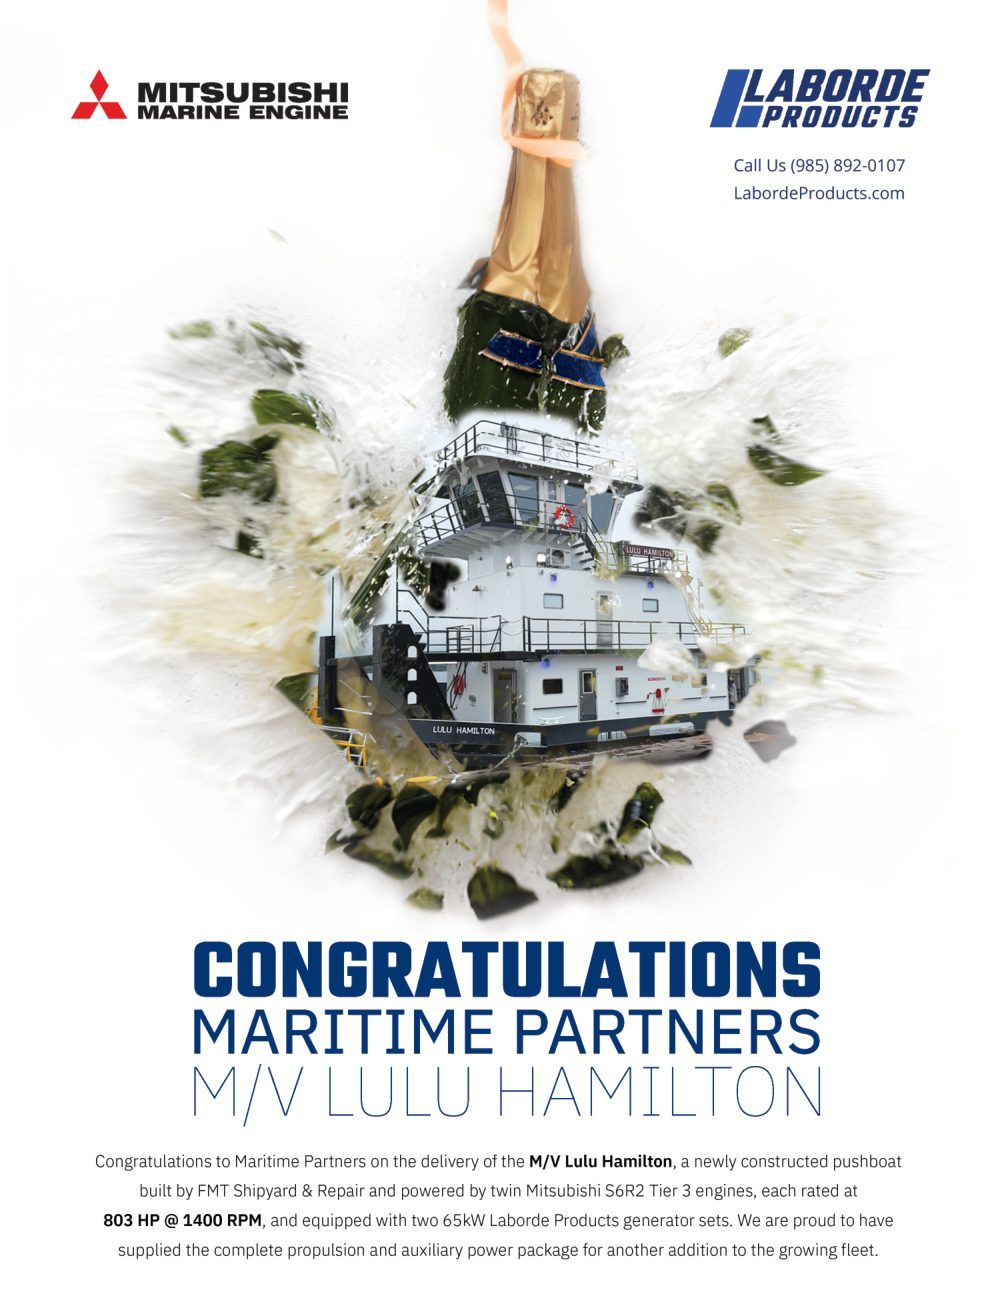 MITSUBISHI
MARINE ENGINE
LABORDE
PRODUCTS
Call Us (985) 892-0107
LabordeProducts.com
LULU HAMILTON
LULU HAMILTON
CONGRATULATIONS
MARITIME PARTNERS
M/V LULU HAMILTON
Congratulations to Maritime Partners on the delivery of the M/V Lulu Hamilton, a newly constructed pushboat
built by FMT Shipyard & Repair and powered by twin Mitsubishi S6R2 Tier 3 engines, each rated at
803 HP @ 1400 RPM, and equipped with two 65kW Laborde Products generator sets. We are proud to have
supplied the complete propulsion and auxiliary power package for another addition to the growing fleet.